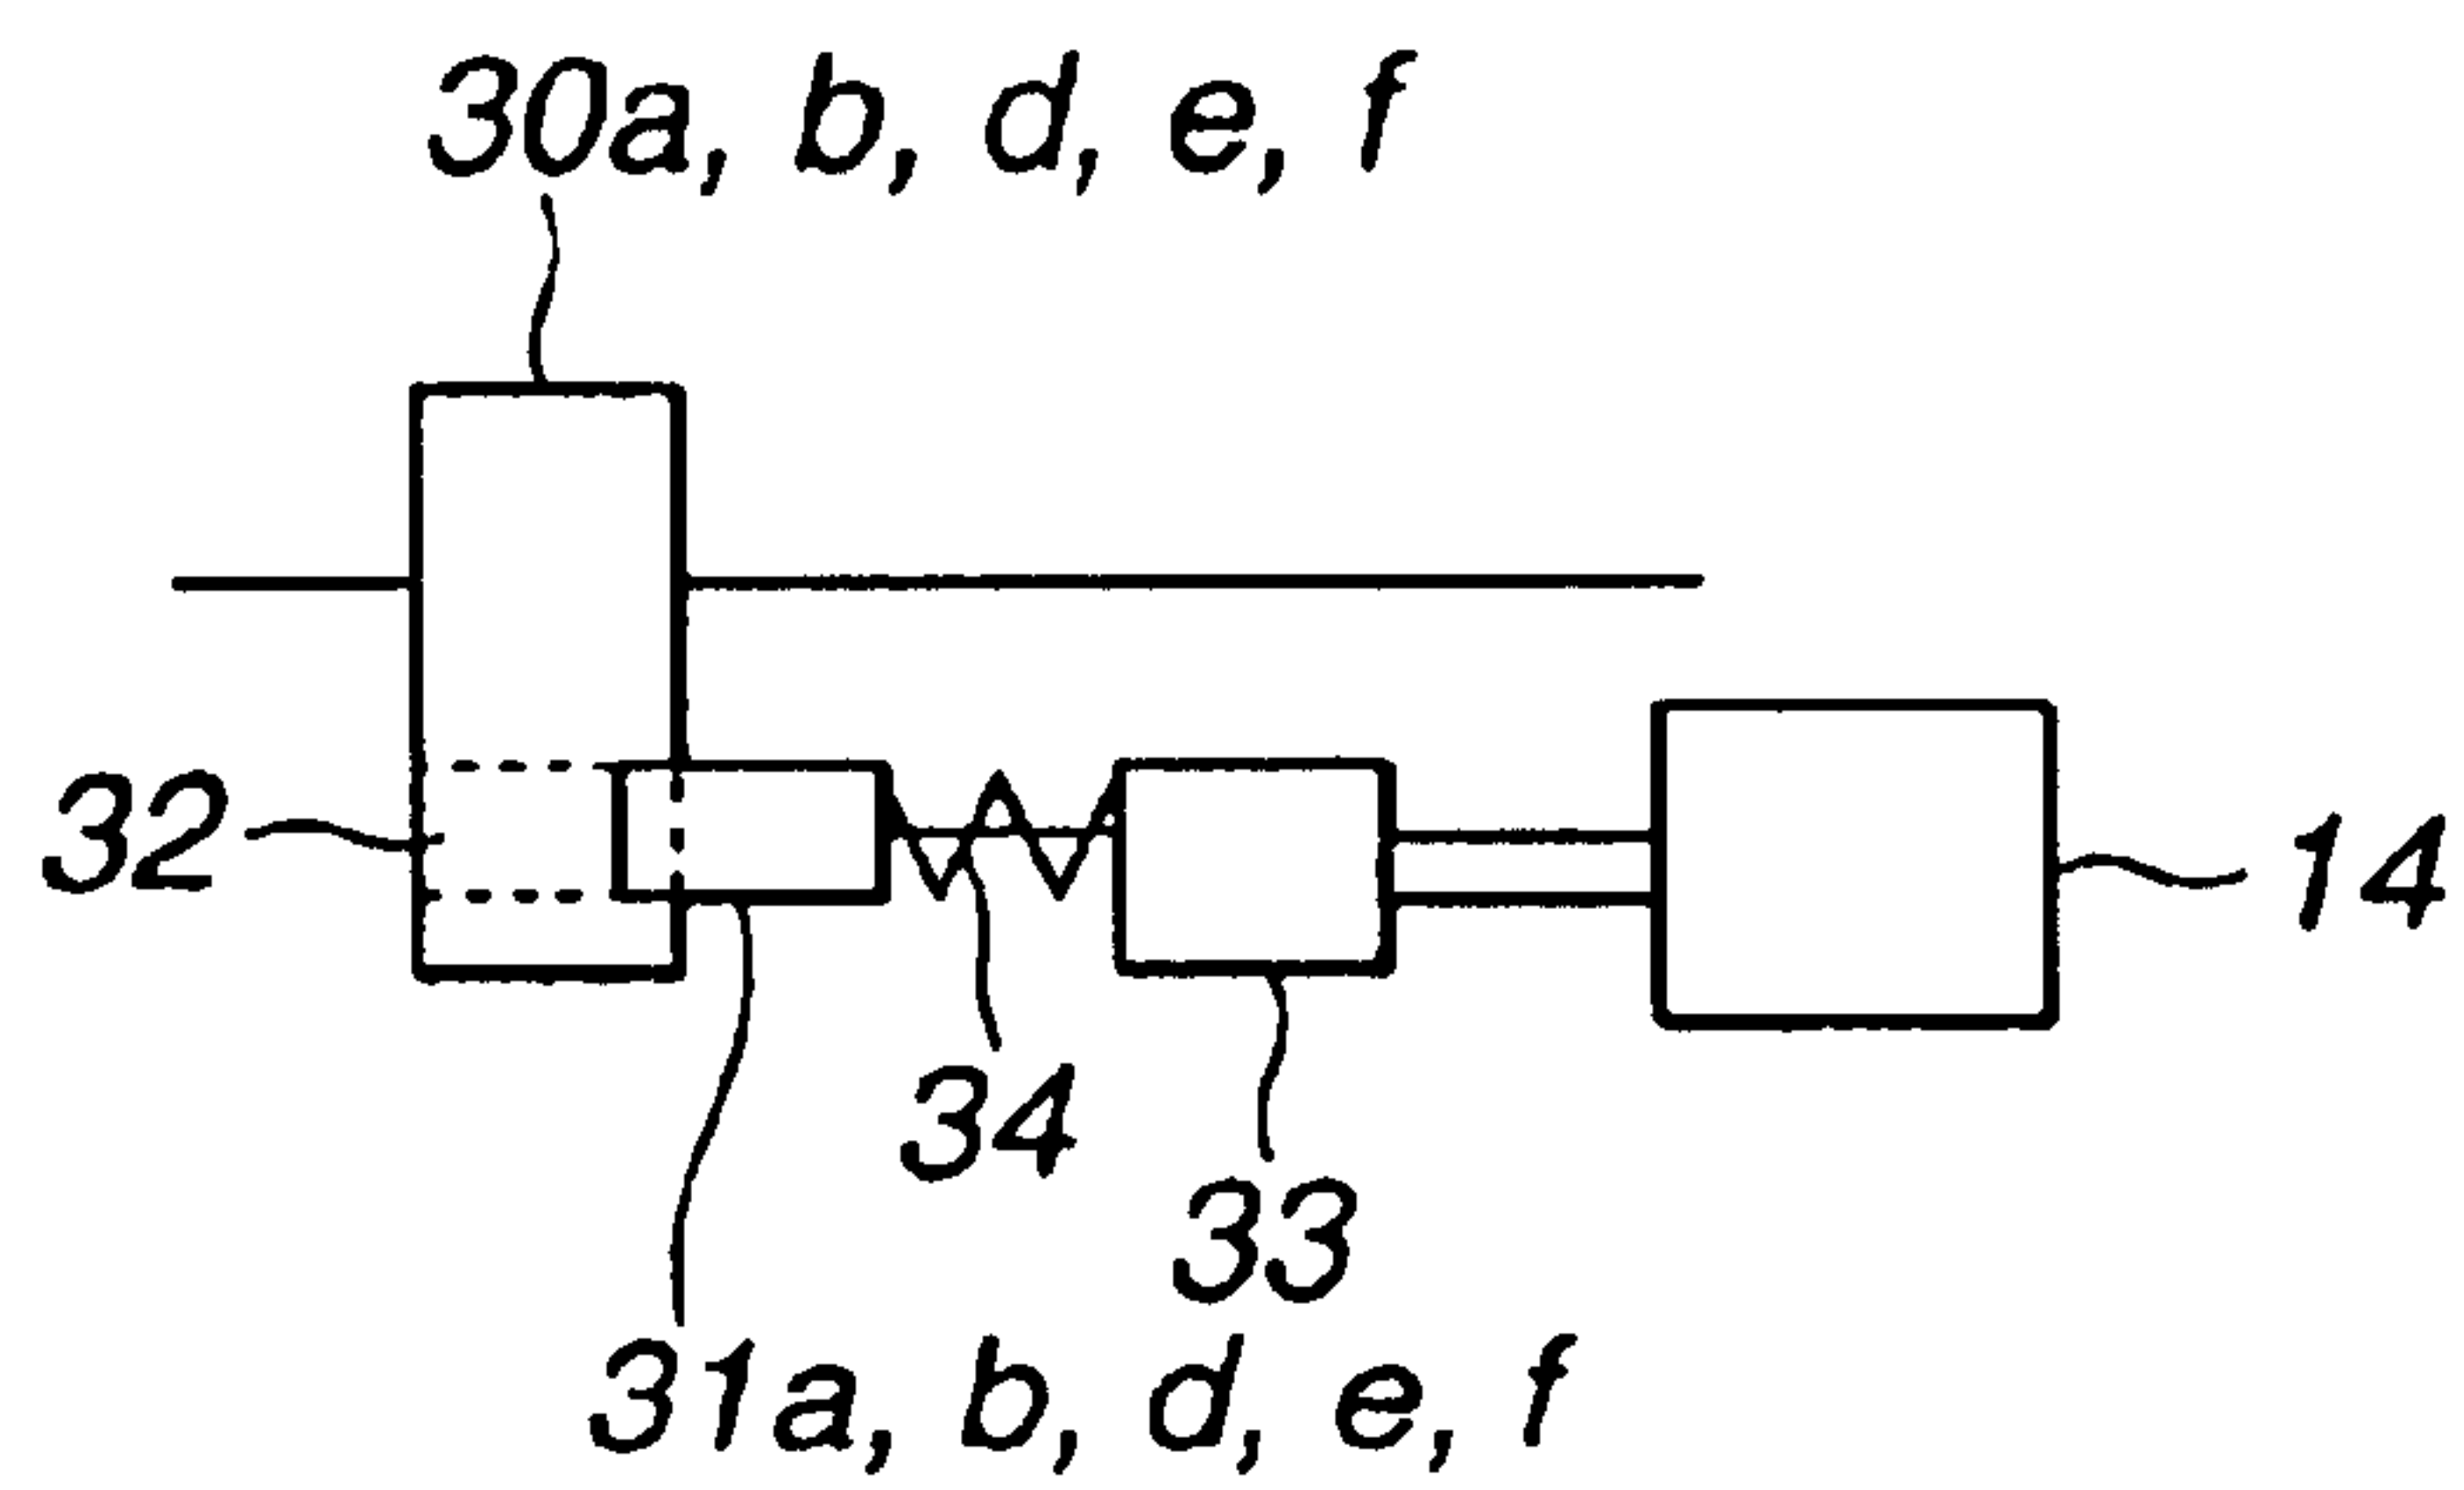 30a, b, d, e, f
32
14
34
33
31a, b, d, e, f